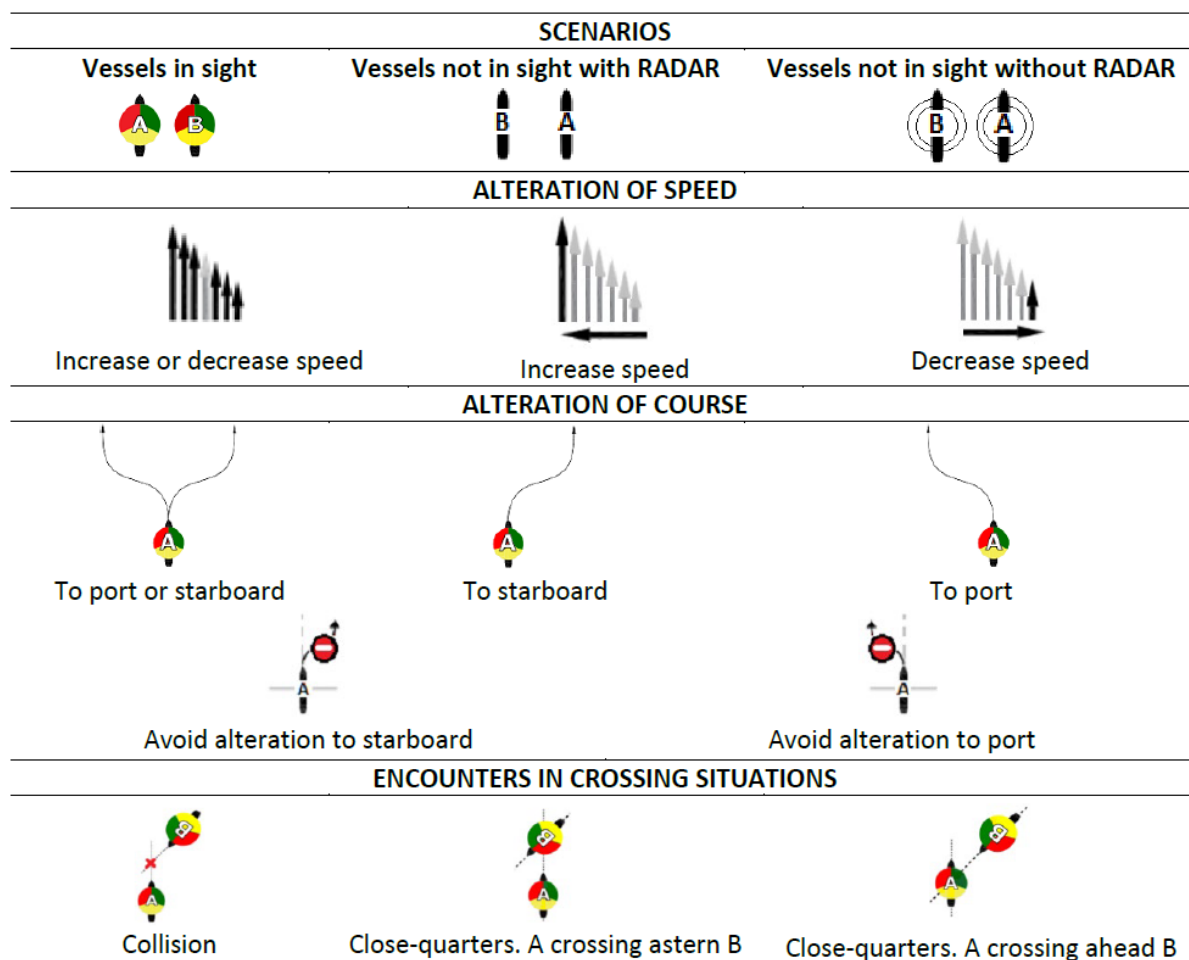 SCENARIOS
Vessels in sight Vessels not in sight with RADAR Vessels not in sight without RADAR
A B B A B A
ALTERATION OF SPEED
Increase or decrease speed Increase speed Decrease speed
ALTERATION OF COURSE
A A A
To port or starboard To starboard To port
A A
Avoid alteration to starboard Avoid alteration to port
ENCOUNTERS IN CROSSING SITUATIONS
B B B
A A A
Collision Close-quarters. A crossing astern B Close-quarters. A crossing ahead B